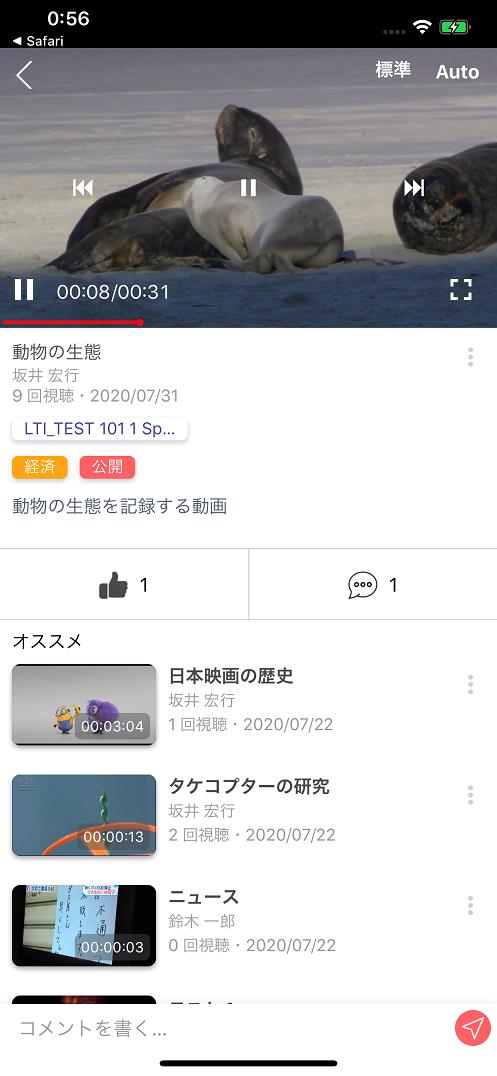 0:56
◀ Safari
標準 Auto
00:08/00:31
動物の生態
坂井 宏行
9 回視聴・2020/07/31
LTI_TEST 101 1 Sp...
経済 公開
動物の生態を記録する動画
1
1
オススメ
00:03:04
日本映画の歴史
坂井 宏行
1 回視聴・2020/07/22
00:00:13
タケコプターの研究
坂井 宏行
2 回視聴・2020/07/22
00:00:03
ニュース
鈴木 一郎
0 回視聴・2020/07/22
コメントを書く...